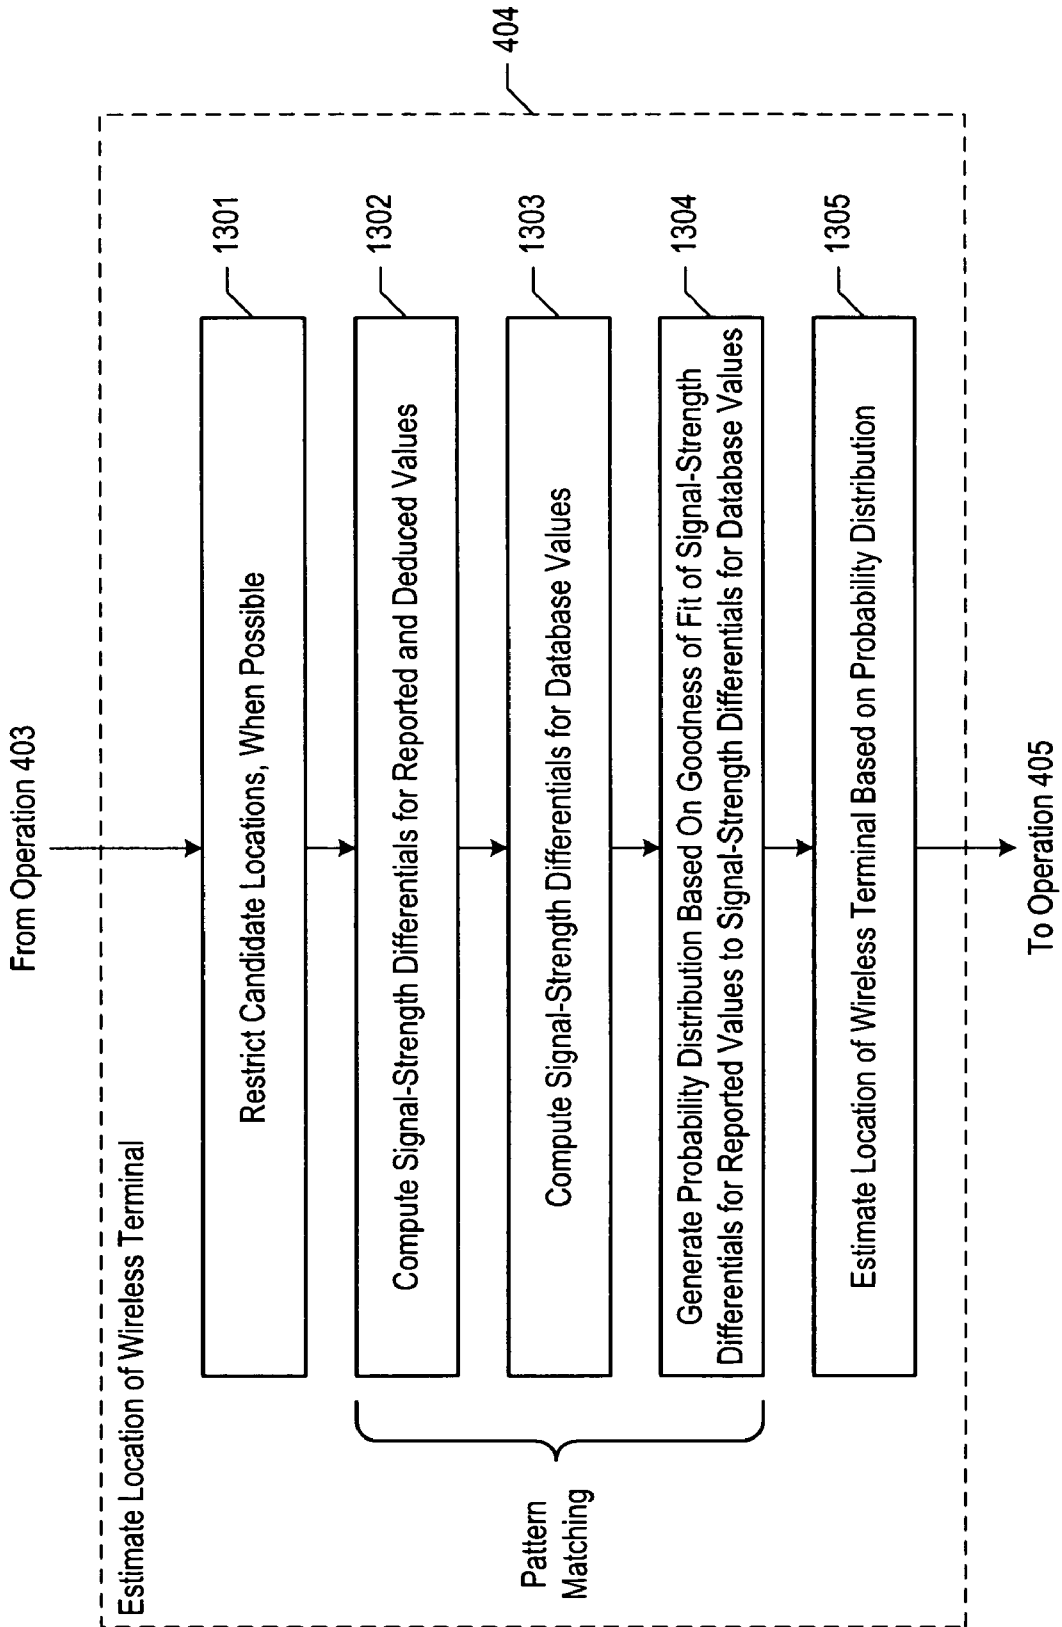 From Operation 403
Estimate Location of Wireless Terminal
404
Restrict Candidate Locations, When Possible
1301
Compute Signal-Strength Differentials for Reported and Deduced Values
1302
Compute Signal-Strength Differentials for Database Values
1303
Generate Probability Distribution Based On Goodness of Fit of Signal-Strength
Differentials for Reported Values to Signal-Strength Differentials for Database Values
1304
Pattern
Matching
Estimate Location of Wireless Terminal Based on Probability Distribution
1305
To Operation 405